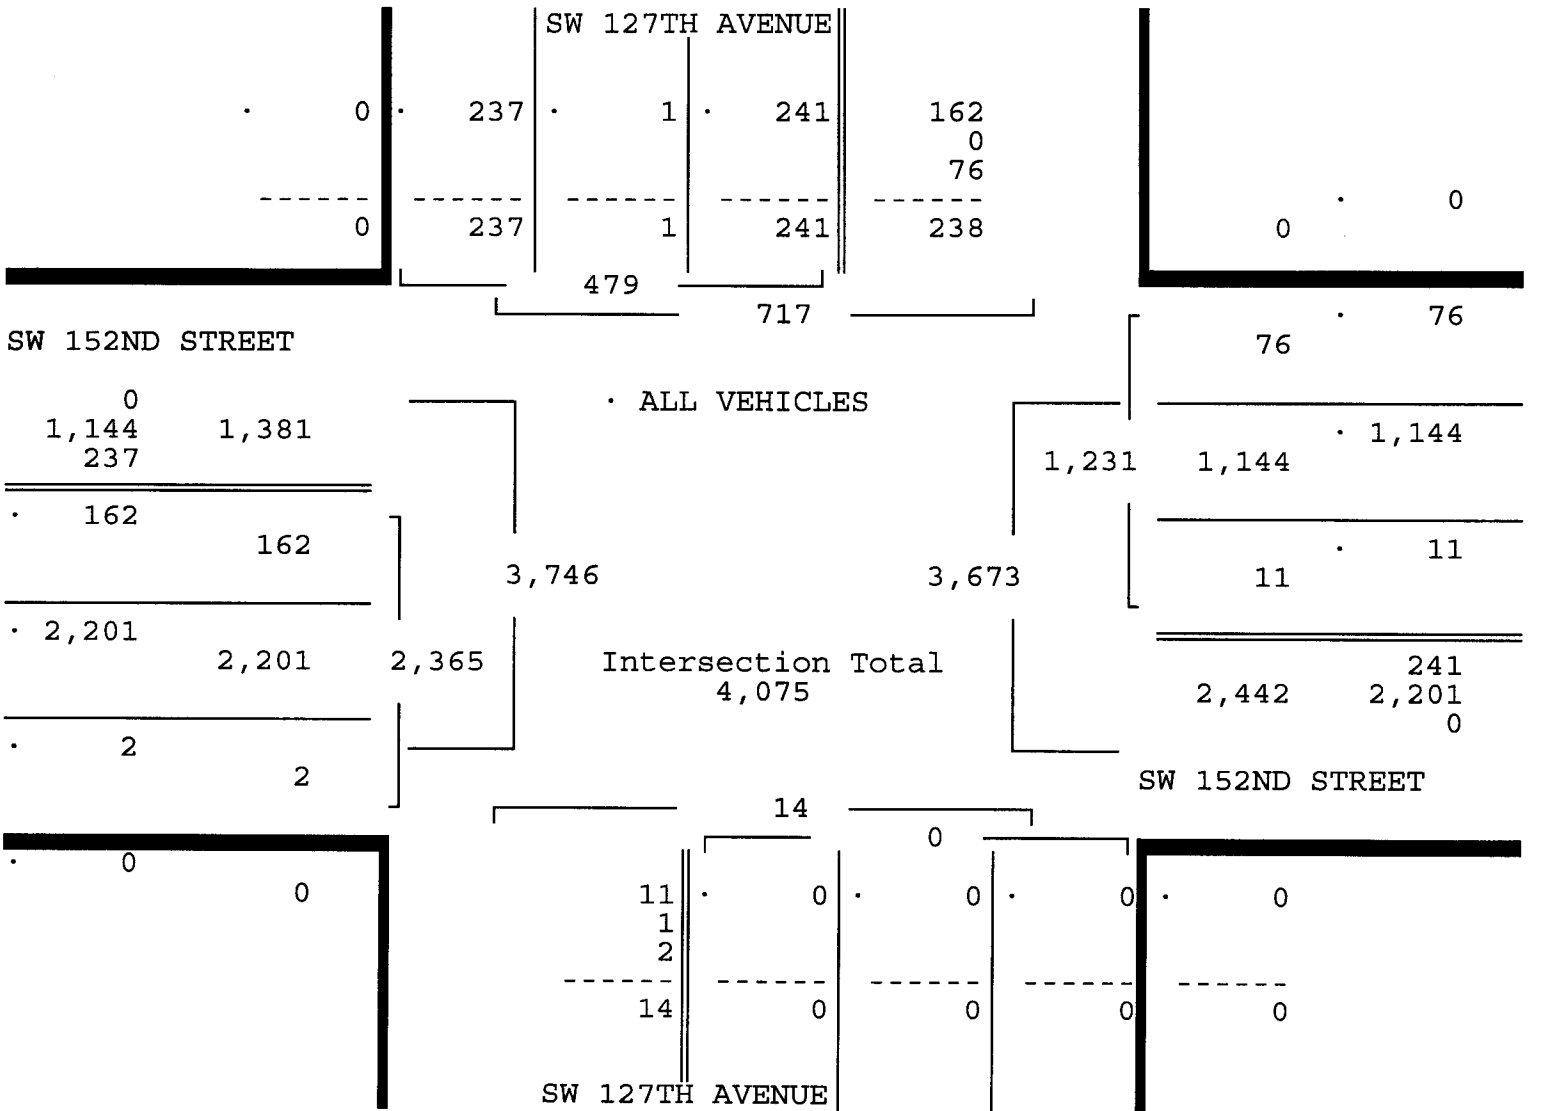 SW 127TH AVENUE
· 0 · 237 · 1 · 241 162
0
76
------ ------ ------ ------ ------
· 0
0 237 1 241 238 0
479
717 · 76
SW 152ND STREET 76
0 · ALL VEHICLES
1,144 1,381 · 1,144
237 1,231 1,144
· 162
162 · 11
3,746 3,673 11
· 2,201
2,201 2,365 Intersection Total 241
4,075 2,442 2,201
0
· 2
2 SW 152ND STREET
14
0
· 0
0 11 · 0 · 0 · 0 · 0
1
2
------ ------ ------ ------ ------
14 0 0 0 0
SW 127TH AVENUE